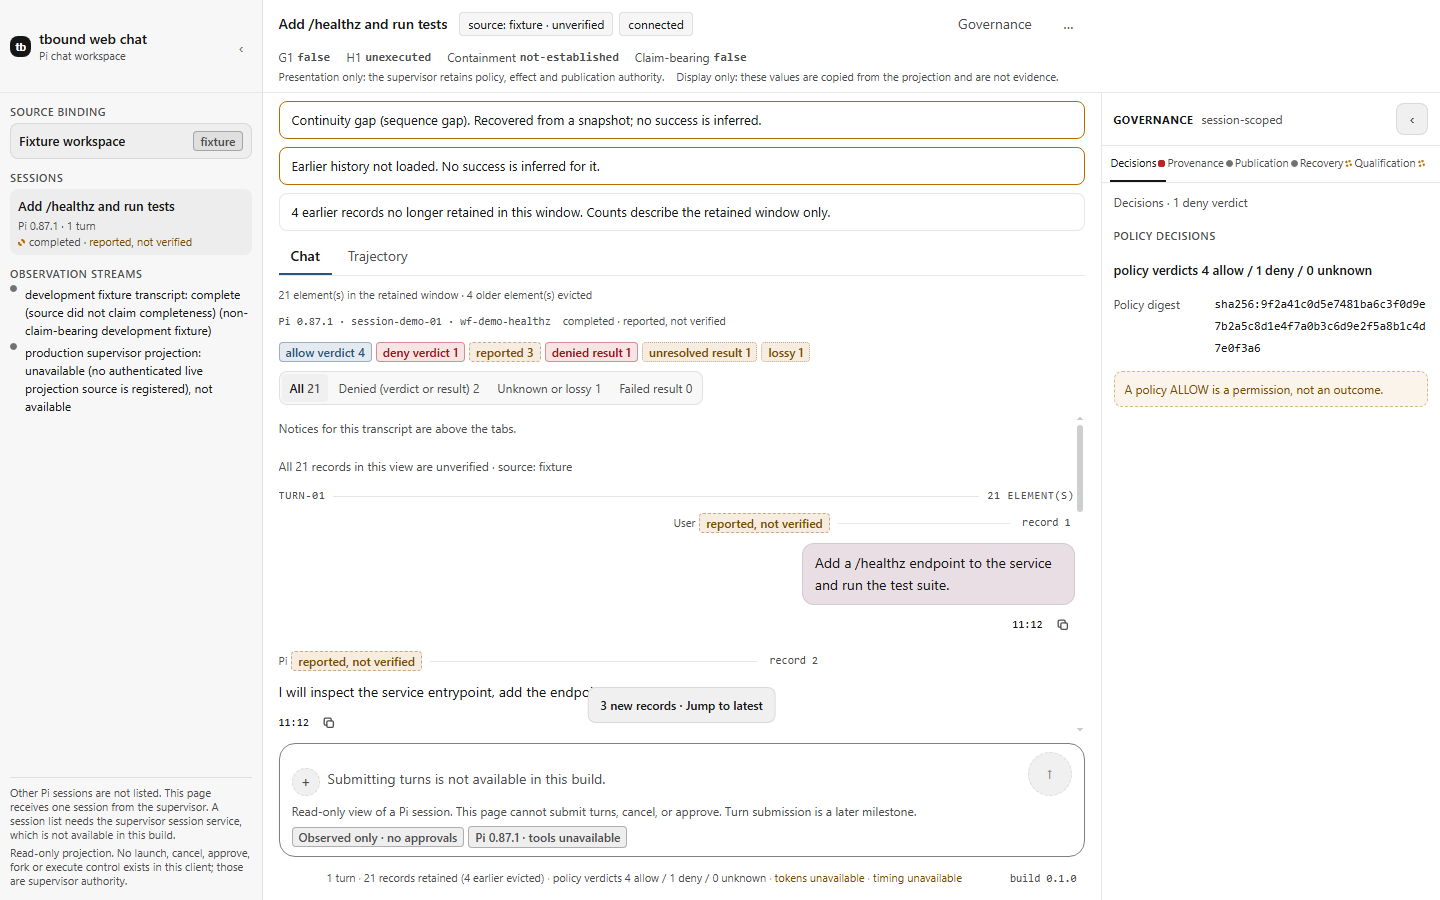 tb
tbound web chat
Pi chat workspace
‹
SOURCE BINDING
Fixture workspace
fixture
SESSIONS
Add /healthz and run tests
Pi 0.87.1 · 1 turn
completed · reported, not verified
OBSERVATION STREAMS
development fixture transcript: complete
(source did not claim completeness) (non-
claim-bearing development fixture)
production supervisor projection:
unavailable (no authenticated live
projection source is registered), not
available
Other Pi sessions are not listed. This page
receives one session from the supervisor. A
session list needs the supervisor session service,
which is not available in this build.
Read-only projection. No launch, cancel, approve,
fork or execute control exists in this client; those
are supervisor authority.
Add /healthz and run tests
source: fixture · unverified
connected
Governance
...
G1 false H1 unexecuted Containment not-established Claim-bearing false
Presentation only: the supervisor retains policy, effect and publication authority. Display only: these values are copied from the projection and are not evidence.
Continuity gap (sequence gap). Recovered from a snapshot; no success is inferred.
Earlier history not loaded. No success is inferred for it.
4 earlier records no longer retained in this window. Counts describe the retained window only.
Chat Trajectory
21 element(s) in the retained window · 4 older element(s) evicted
Pi 0.87.1 · session-demo-01 · wf-demo-healthz completed · reported, not verified
allow verdict 4 deny verdict 1 reported 3 denied result 1 unresolved result 1 lossy 1
All 21 Denied (verdict or result) 2 Unknown or lossy 1 Failed result 0
Notices for this transcript are above the tabs.
All 21 records in this view are unverified · source: fixture
TURN-01 21 ELEMENT(S)
User reported, not verified record 1
Add a /healthz endpoint to the service
and run the test suite.
11:12
Pi reported, not verified record 2
I will inspect the service entrypoint, add the endpo
3 new records · Jump to latest
11:12
+ Submitting turns is not available in this build. ↑
Read-only view of a Pi session. This page cannot submit turns, cancel, or approve. Turn submission is a later milestone.
Observed only · no approvals Pi 0.87.1 · tools unavailable
1 turn · 21 records retained (4 earlier evicted) · policy verdicts 4 allow / 1 deny / 0 unknown · tokens unavailable · timing unavailable build 0.1.0
GOVERNANCE session-scoped ‹
Decisions Provenance Publication Recovery Qualification
Decisions · 1 deny verdict
POLICY DECISIONS
policy verdicts 4 allow / 1 deny / 0 unknown
Policy digest sha256:9f2a41c0d5e7481ba6c3f0d9e
7b2a5c8d1e4f7a0b3c6d9e2f5a8b1c4d
7e0f3a6
A policy ALLOW is a permission, not an outcome.